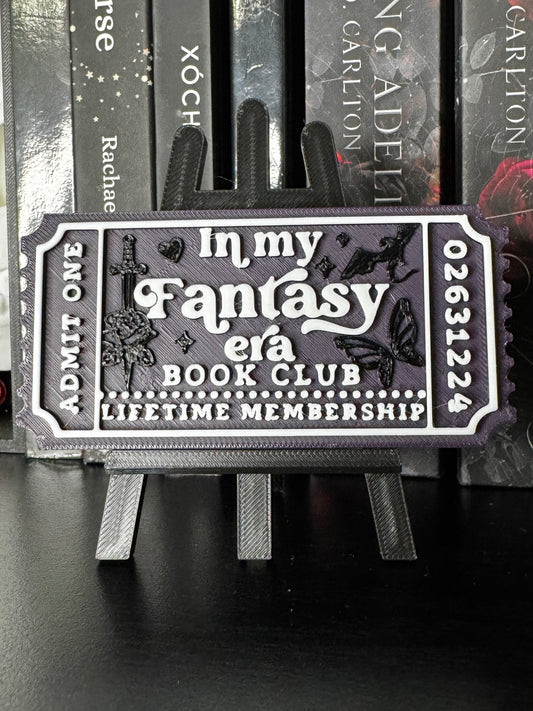 rse
Rachae
XÓCH
NG ADELI
D. CARLTON
CARLTON
ADMIT ONE
In my
Fantasy
era
BOOK CLUB
LIFETIME MEMBERSHIP
02631224